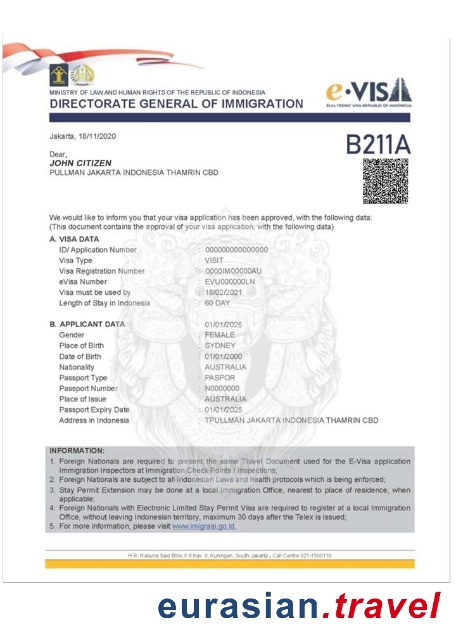 MINISTRY OF LAW AND HUMAN RIGHTS OF THE REPUBLIC OF INDONESIA
DIRECTORATE GENERAL OF IMMIGRATION
e-VISA
ELECTRONIC VISA REPUBLIC OF INDONESIA
Jakarta, 18/11/2020
B211A
Dear,
JOHN CITIZEN
PULLMAN JAKARTA INDONESIA THAMRIN CBD
We would like to inform you that your visa application has been approved, with the following data:
(This document contains the approval of your visa application, with the following data)
A. VISA DATA
ID/ Application Number : 000000000000000
Visa Type : VISIT
Visa Registration Number : 0000IM00000AU
eVisa Number : EVU000000LN
Visa must be used by : 18/02/2021
Length of Stay in Indonesia : 60 DAY
B. APPLICANT DATA : 01/01/2025
Gender : FEMALE
Place of Birth : SYDNEY
Date of Birth : 01/01/2000
Nationality : AUSTRALIA
Passport Type : PASPOR
Passport Number : N0000000
Place of Issue : AUSTRALIA
Passport Expiry Date : 01/01/2025
Address in Indonesia : TPULLMAN JAKARTA INDONESIA THAMRIN CBD
INFORMATION:
1. Foreign Nationals are required to present the same Travel Document used for the E-Visa application
Immigration Inspectors at Immigration Check Points / Inspections;
2. Foreign Nationals are subject to all Indonesian Laws and health protocols which is being enforced;
3. Stay Permit Extension may be done at a local Immigration Office, nearest to place of residence, when
applicable;
4. Foreign Nationals with Electronic Limited Stay Permit Visa are required to register at a local Immigration
Office, without leaving Indonesian territory, maximum 30 days after the Telex is issued;
5. For more information, please visit www.imigrasi.go.id.
H.R. Rasuna Said Blok X 6 Kav. 8, Kuningan, South Jakarta, Call Centre 021-1500116
eurasian.travel